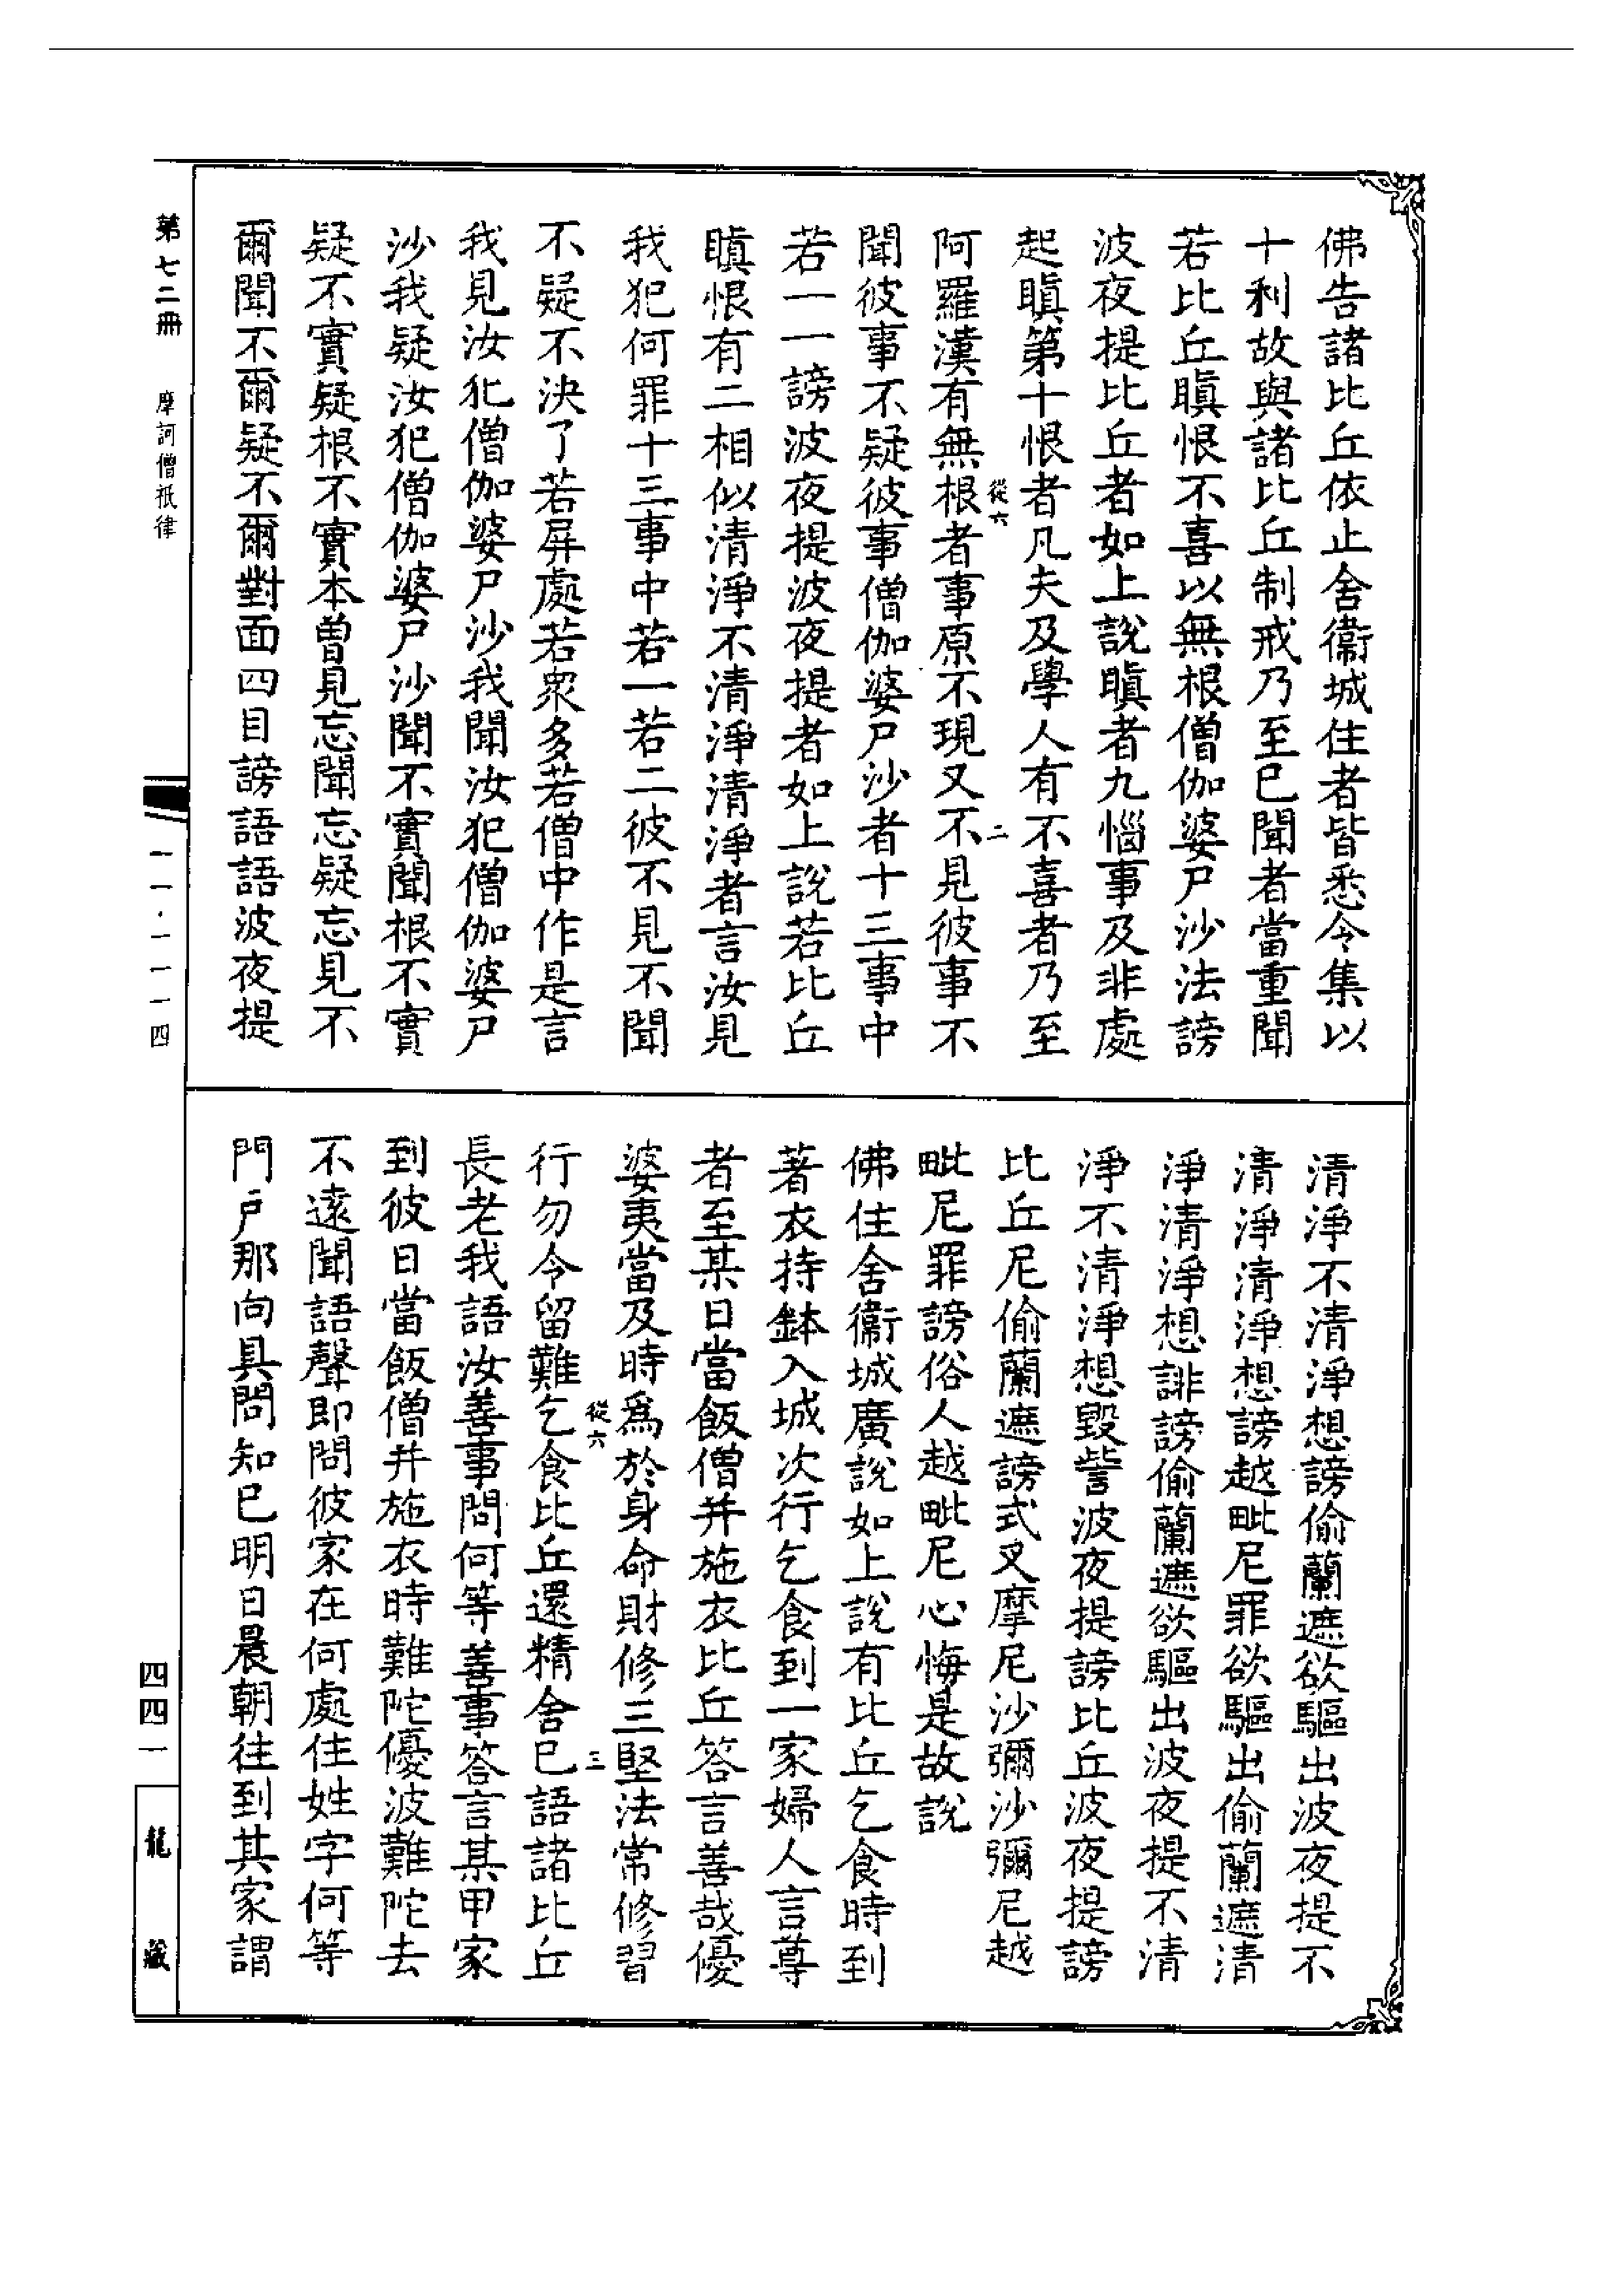 佛告諸比丘依止舍衞城住者皆悉令集以
十利故與諸比丘制戒乃至已聞者當重聞
若比丘瞋恨不喜以無根僧伽婆尸沙法謗
波夜提比丘者如上說瞋者九惱事及非處
起瞋第十恨者凡夫及學人有不喜者乃至
從六
二
阿羅漢有無根者事原不現又不見彼事不
聞彼事不疑彼事僧伽婆尸沙者十三事中
若一一謗波夜提波夜提者如上說若比丘
瞋恨有二相似清淨不清淨清淨者言汝見
我犯何罪十三事中若一若二彼不見不聞
不疑不決了若屏處若衆多若僧中作是言
我見汝犯僧伽婆尸沙我聞汝犯僧伽婆尸
沙我疑汝犯僧伽婆尸沙聞不實聞根不實
疑不實疑根不實本曾見忘聞忘疑忘見不
爾聞不爾疑不爾對面四目謗語語波夜提
清淨不清淨想謗偷蘭遮欲驅出波夜提不
清淨清淨想謗越毗尼罪欲驅出偷蘭遮清
淨清淨想誹謗偷蘭遮欲驅出波夜提不清
淨不清淨想毀訾波夜提謗比丘波夜提謗
比丘尼偷蘭遮謗式叉摩尼沙彌沙彌尼越
毗尼罪謗俗人越毗尼心悔是故說
佛住舍衞城廣說如上說有比丘乞食時到
著衣持鉢入城次行乞食到一家婦人言尊
者至某日當飯僧并施衣比丘答言善哉優
婆夷當及時爲於身命財修三堅法常修習
從六
三
行勿令留難乞食比丘還精舍已語諸比丘
長老我語汝善事問何等善事答言某甲家
到彼日當飯僧并施衣時難陀優波難陀去
不遠聞語聲即問彼家在何處住姓字何等
門戶那向具問知已明日晨朝往到其家謂
第七二冊
摩訶僧祇律
一一·一一一四
四四一
龍藏